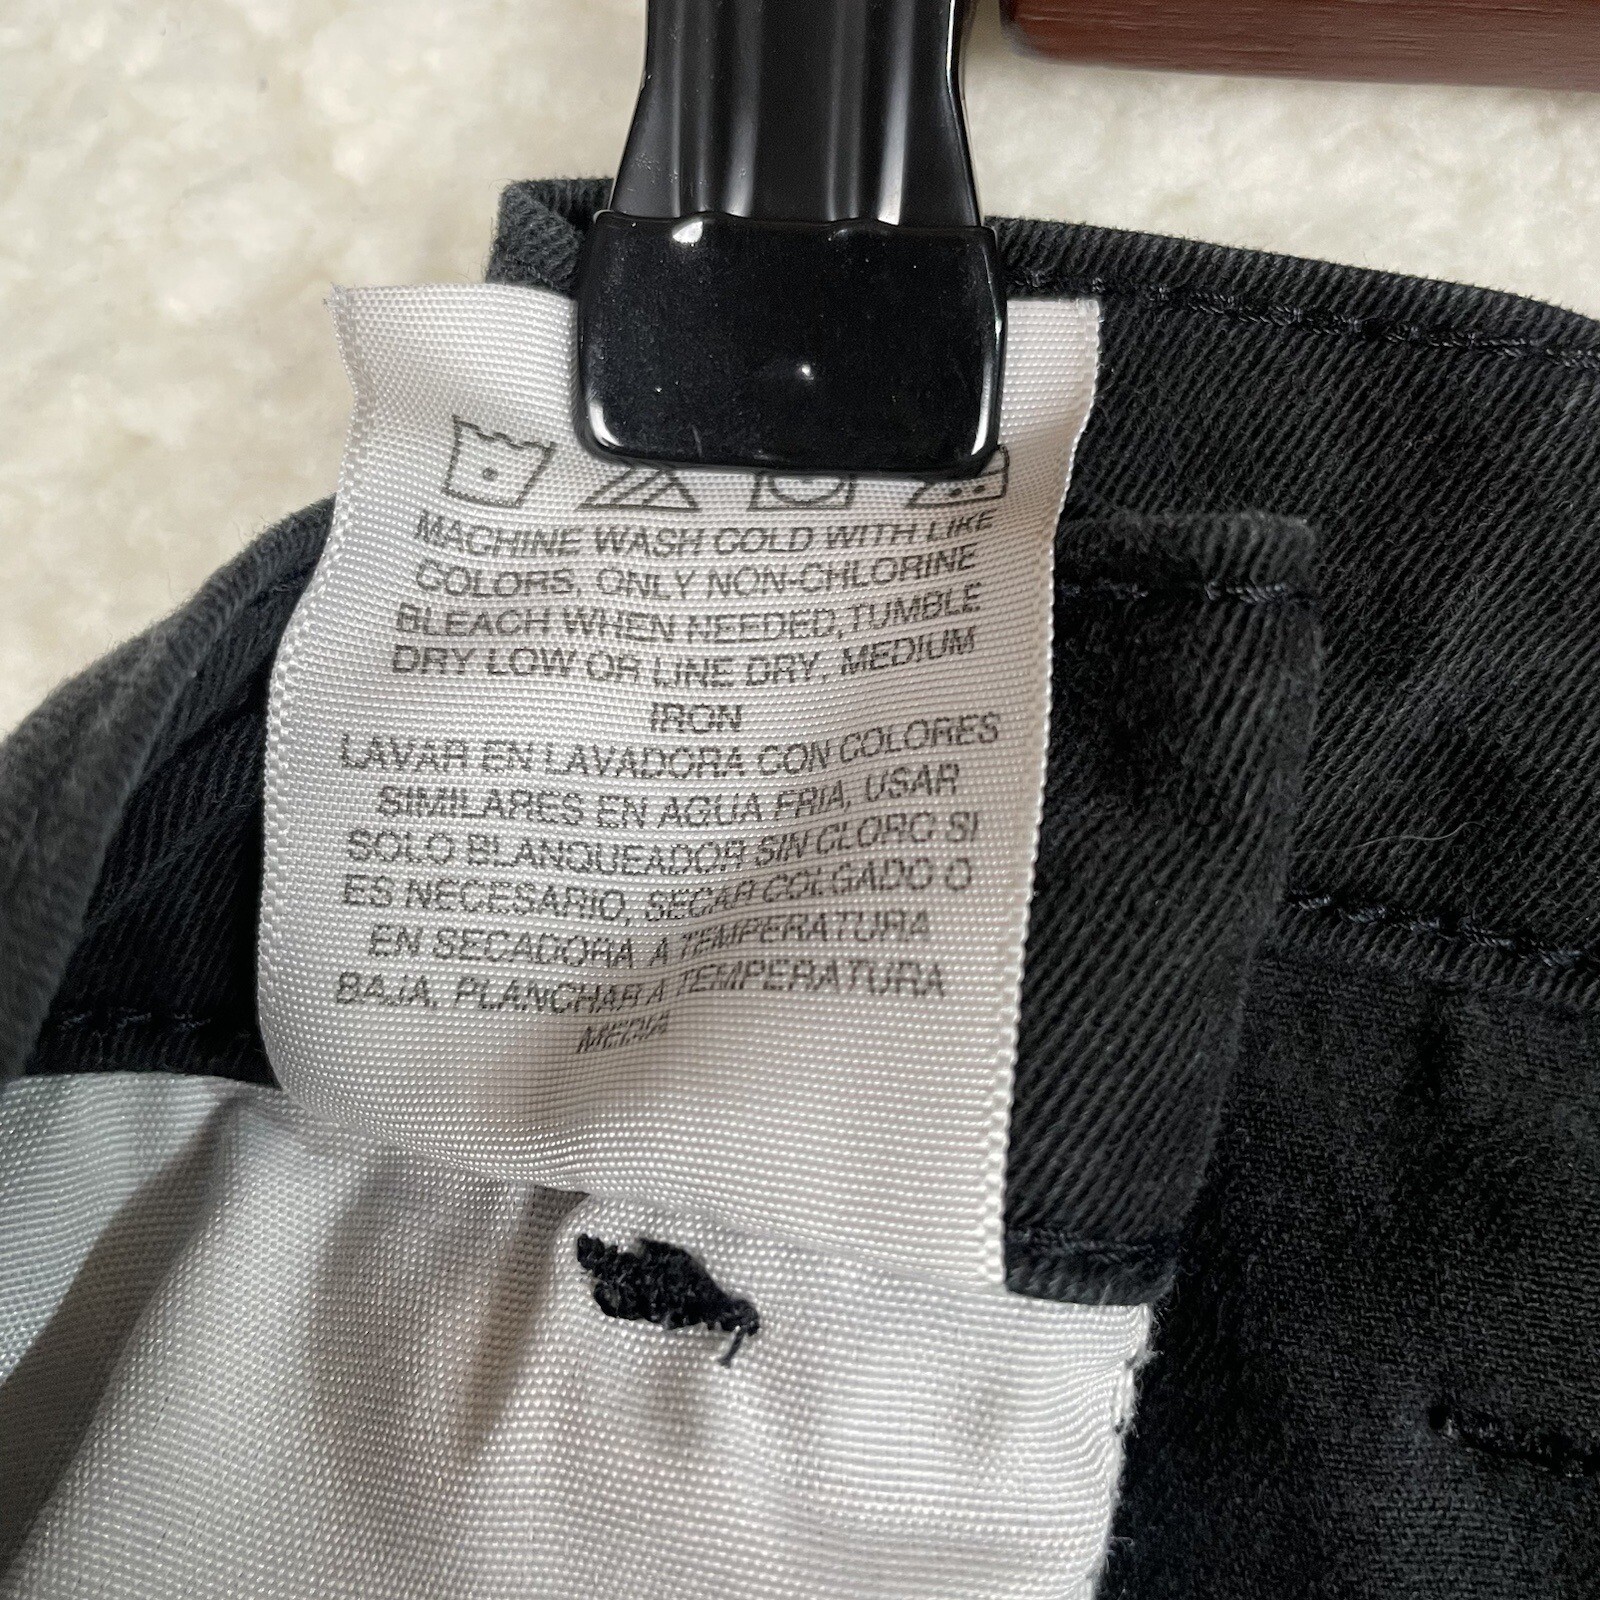 MACHINE WASH COLD WITH LIKE
COLORS, ONLY NON-CHLORINE
BLEACH WHEN NEEDED,TUMBLE
DRY LOW OR LINE DRY, MEDIUM
IRON
LAVAR EN LAVADORA CON COLORES
SIMILARES EN AGUA FRIA, USAR
SOLO BLANQUEADOR SIN CLORO SI
ES NECESARIO, SECAR COLGADO O
EN SECADORA A TEMPERATURA
BAJA. PLANCHAR A TEMPERATURA
MEDIA